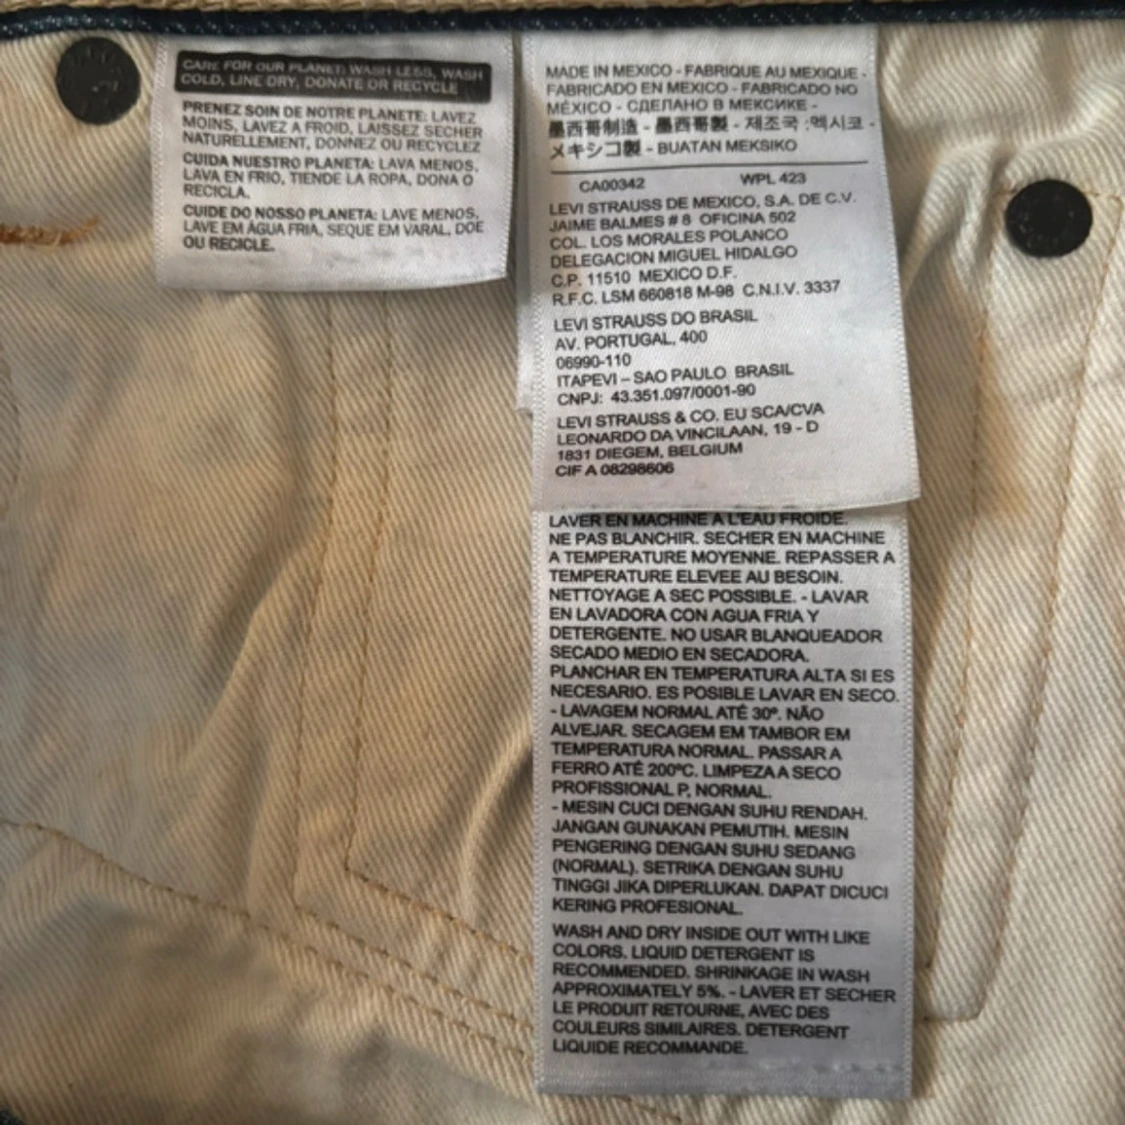 CARE FOR OUR PLANET: WASH LESS, WASH
COLD, LINE DRY, DONATE OR RECYCLE
PRENEZ SOIN DE NOTRE PLANETE: LAVEZ
MOINS, LAVEZ A FROID, LAISSEZ SECHER
NATURELLEMENT, DONNEZ OU RECYCLEZ
CUIDA NUESTRO PLANETA: LAVA MENOS,
LAVA EN FRIO, TIENDE LA ROPA, DONA O
RECICLA.
CUIDE DO NOSSO PLANETA: LAVE MENOS,
LAVE EM ÁGUA FRIA, SEQUE EM VARAL, DOE
OU RECICLE.
MADE IN MEXICO - FABRIQUE AU MEXIQUE -
FABRICADO EN MEXICO - FABRICADO NO
MÉXICO - СДЕЛАНО В МЕКСИКЕ -
墨西哥制造 - 墨西哥製 - 제조국 :멕시코 -
メキシコ製 - BUATAN MEKSIKO
CA00342 WPL 423
LEVI STRAUSS DE MEXICO, S.A. DE C.V.
JAIME BALMES # 8 OFICINA 502
COL. LOS MORALES POLANCO
DELEGACION MIGUEL HIDALGO
C.P. 11510 MEXICO D.F.
R.F.C. LSM 660818 M-98 C.N.I.V. 3337
LEVI STRAUSS DO BRASIL
AV. PORTUGAL, 400
06990-110
ITAPEVI – SAO PAULO BRASIL
CNPJ: 43.351.097/0001-90
LEVI STRAUSS & CO. EU SCA/CVA
LEONARDO DA VINCILAAN, 19 - D
1831 DIEGEM, BELGIUM
CIF A 08298606
LAVER EN MACHINE A L'EAU FROIDE.
NE PAS BLANCHIR. SECHER EN MACHINE
A TEMPERATURE MOYENNE. REPASSER A
TEMPERATURE ELEVEE AU BESOIN.
NETTOYAGE A SEC POSSIBLE. - LAVAR
EN LAVADORA CON AGUA FRIA Y
DETERGENTE. NO USAR BLANQUEADOR
SECADO MEDIO EN SECADORA.
PLANCHAR EN TEMPERATURA ALTA SI ES
NECESARIO. ES POSIBLE LAVAR EN SECO.
- LAVAGEM NORMAL ATÉ 30º. NÃO
ALVEJAR. SECAGEM EM TAMBOR EM
TEMPERATURA NORMAL. PASSAR A
FERRO ATÉ 200ºC. LIMPEZA A SECO
PROFISSIONAL P, NORMAL.
- MESIN CUCI DENGAN SUHU RENDAH.
JANGAN GUNAKAN PEMUTIH. MESIN
PENGERING DENGAN SUHU SEDANG
(NORMAL). SETRIKA DENGAN SUHU
TINGGI JIKA DIPERLUKAN. DAPAT DICUCI
KERING PROFESIONAL.
WASH AND DRY INSIDE OUT WITH LIKE
COLORS. LIQUID DETERGENT IS
RECOMMENDED. SHRINKAGE IN WASH
APPROXIMATELY 5%. - LAVER ET SECHER
LE PRODUIT RETOURNE, AVEC DES
COULEURS SIMILAIRES. DETERGENT
LIQUIDE RECOMMANDE.